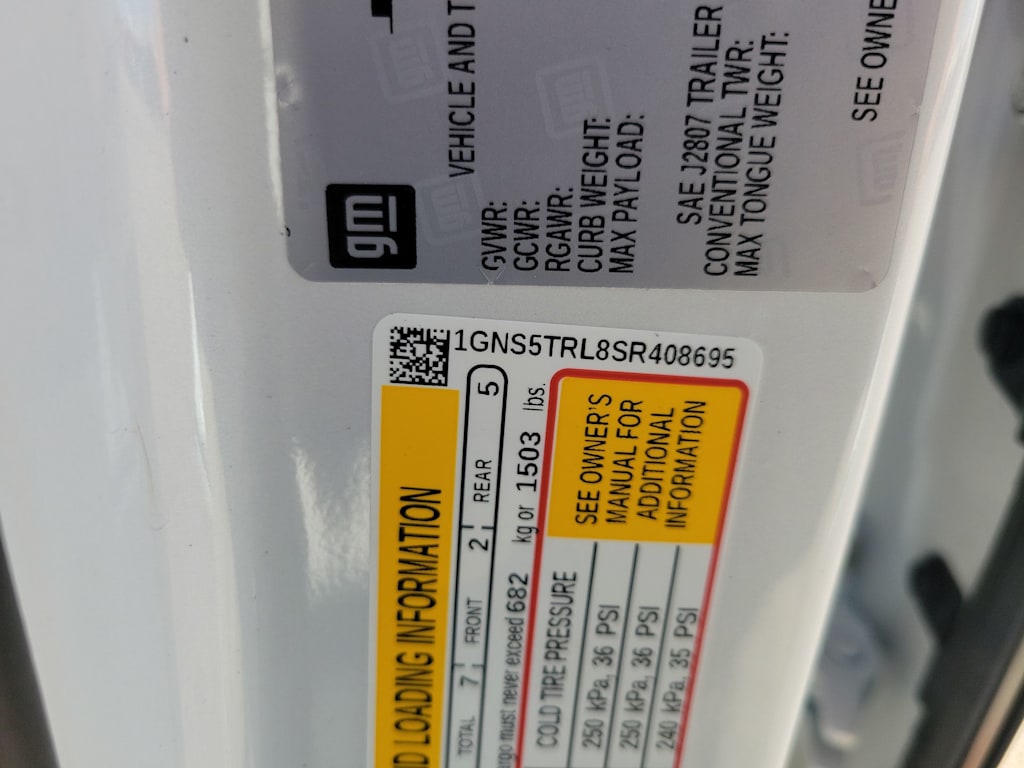 gm
VEHICLE AND T
GVWR:
GCWR:
RGAWR:
CURB WEIGHT:
MAX PAYLOAD:
SAE J2807 TRAILER
CONVENTIONAL TWR:
MAX TONGUE WEIGHT:
SEE OWNE
1GNS5TRL8SR408695
ND LOADING INFORMATION
TOTAL 7 FRONT 2 REAR 5
argo must never exceed 682 kg or 1503 lbs.
COLD TIRE PRESSURE
250 kPa, 36 PSI
250 kPa, 36 PSI
240 kPa, 35 PSI
SEE OWNER'S
MANUAL FOR
ADDITIONAL
INFORMATION